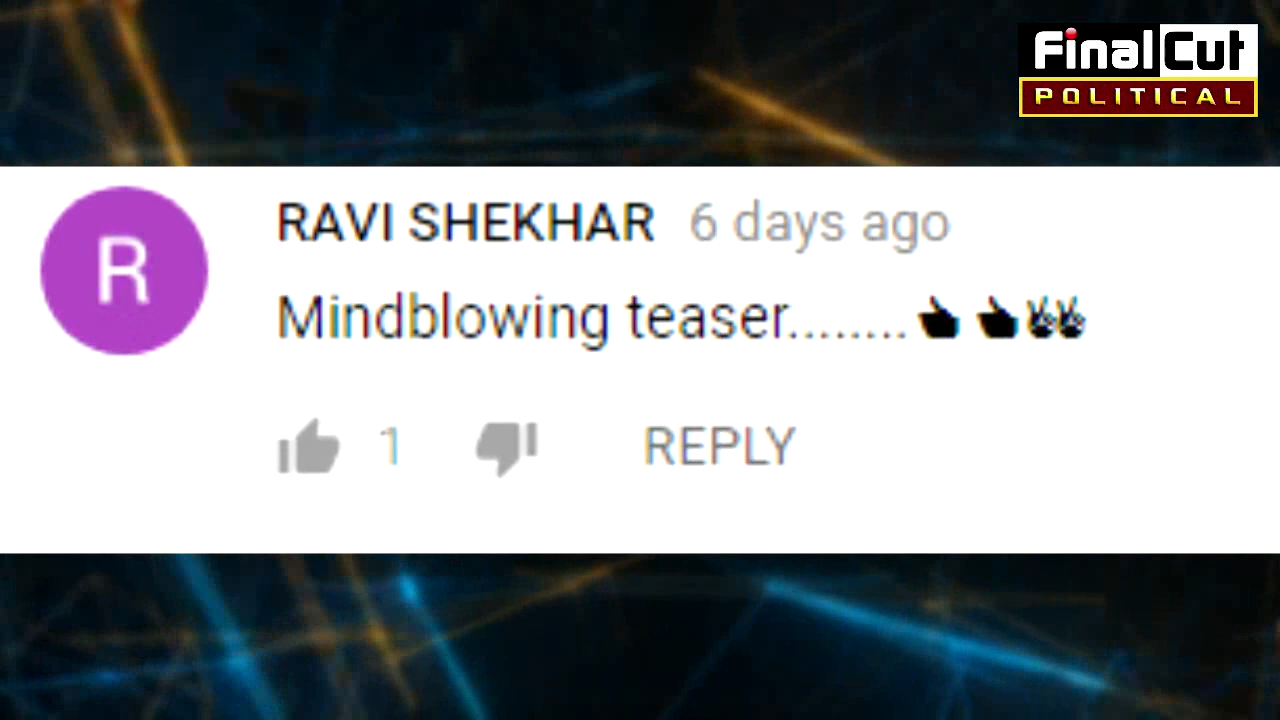 FinalCut
POLITICAL
R
RAVI SHEKHAR 6 days ago
Mindblowing teaser........👍👍✌✌
1 REPLY